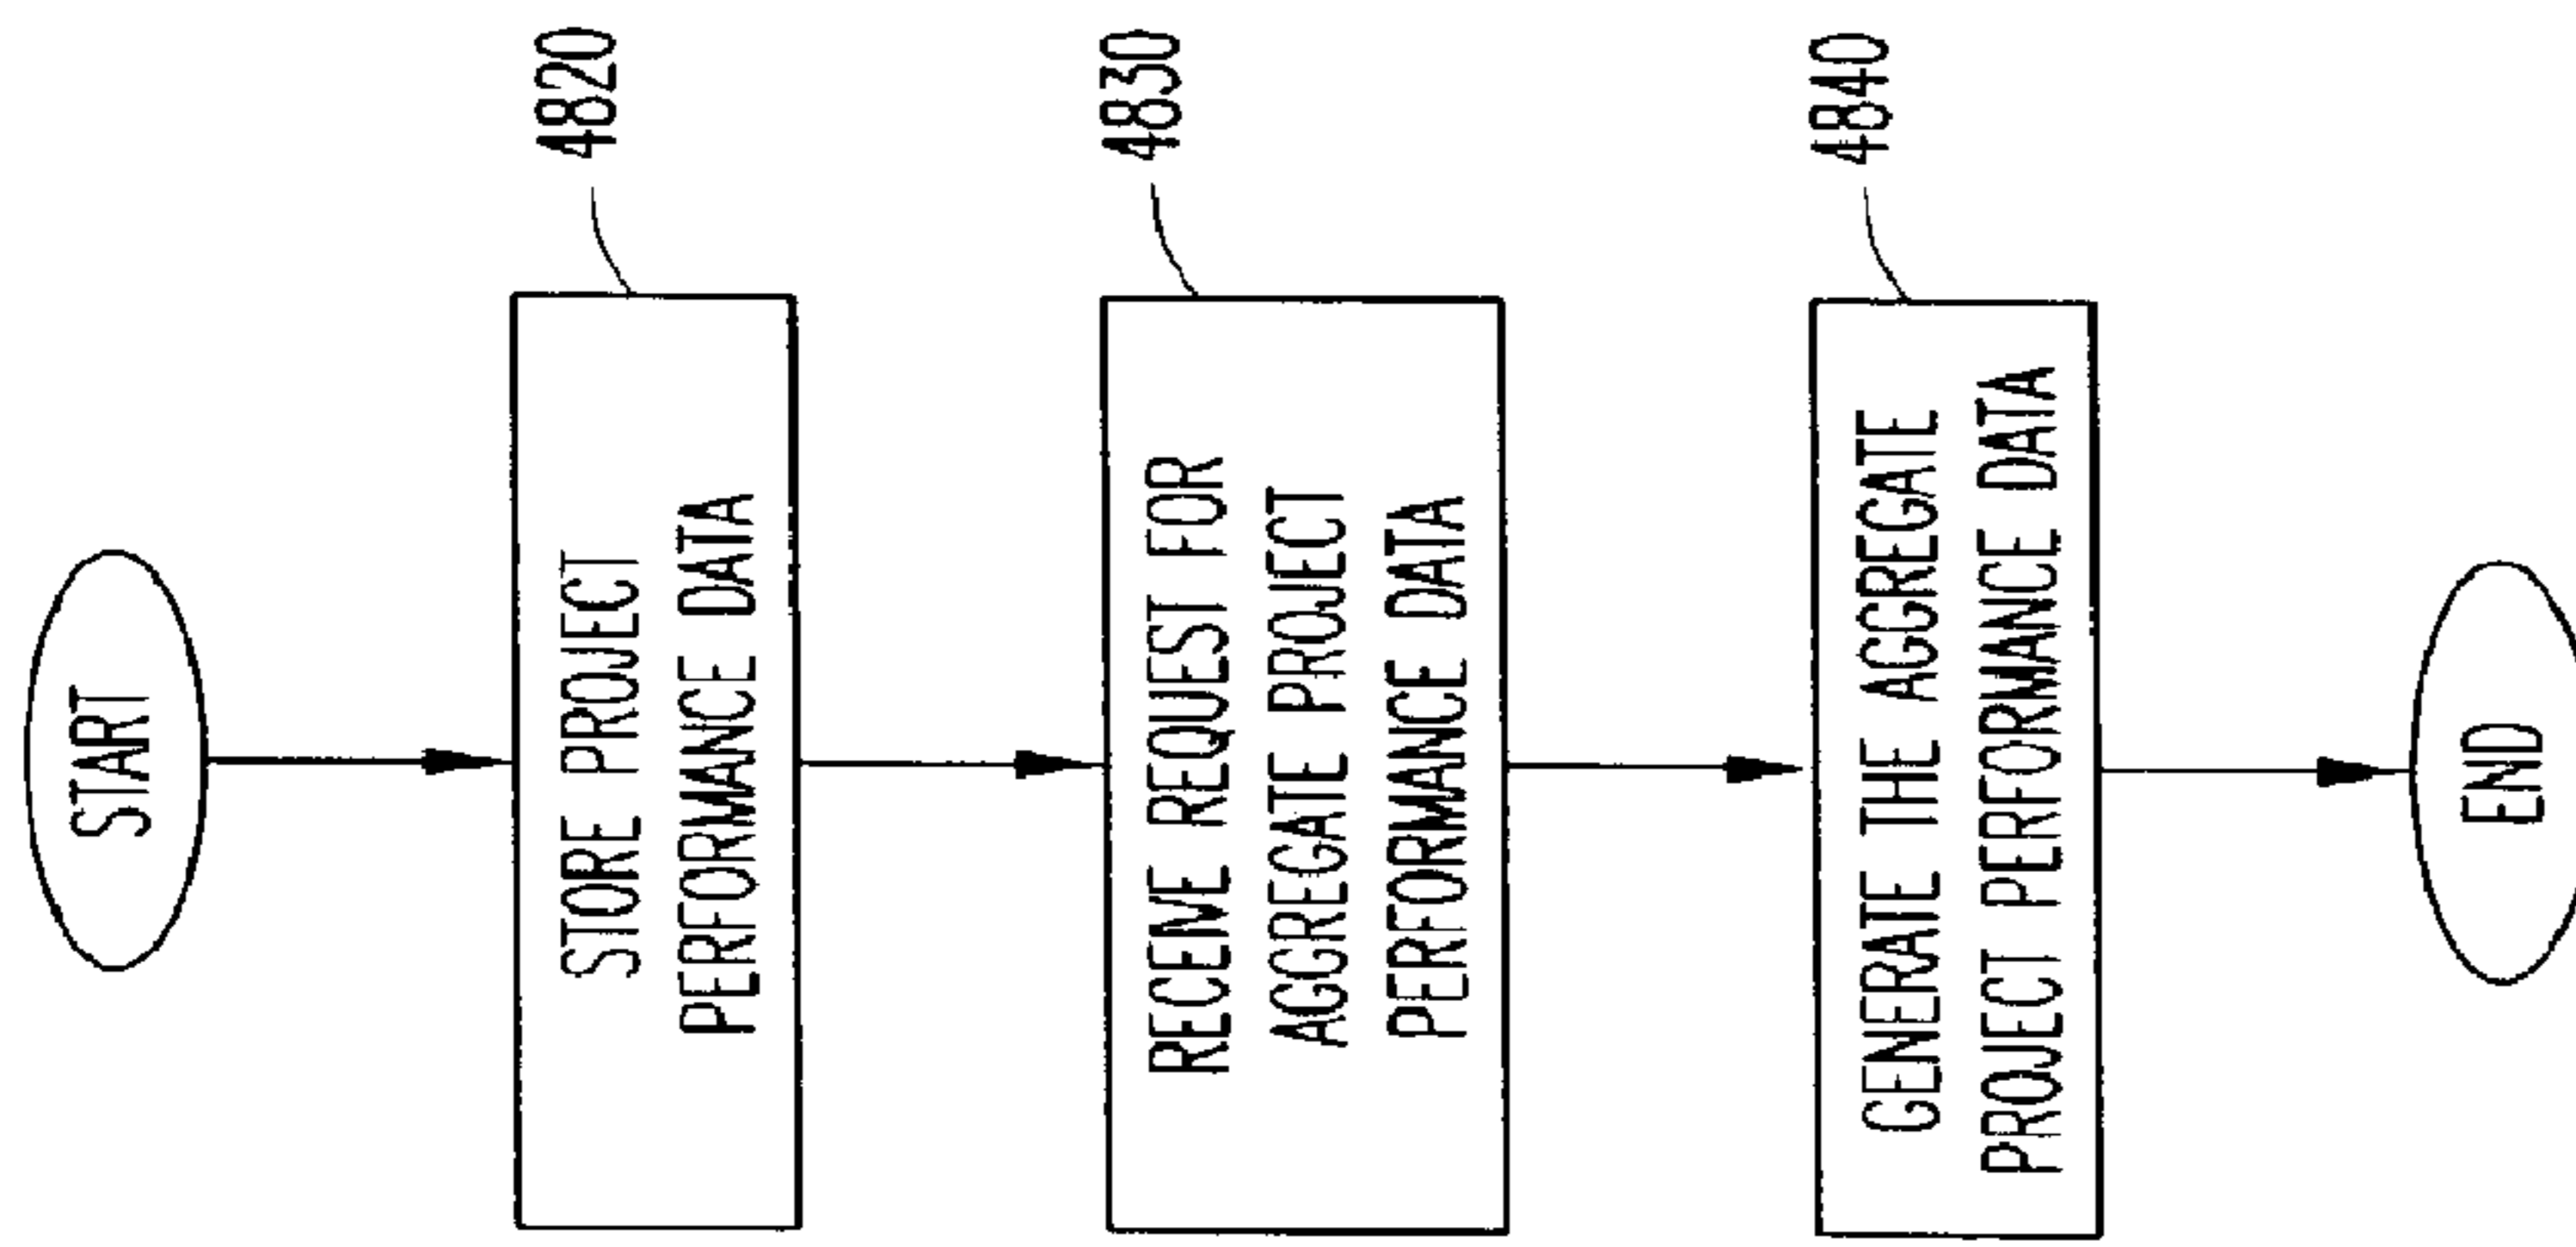 START
4820
STORE PROJECT
PERFORMANCE DATA
4830
RECEIVE REQUEST FOR
AGGREGATE PROJECT
PERFORMANCE DATA
4840
GENERATE THE AGGREGATE
PROJECT PERFORMANCE DATA
END